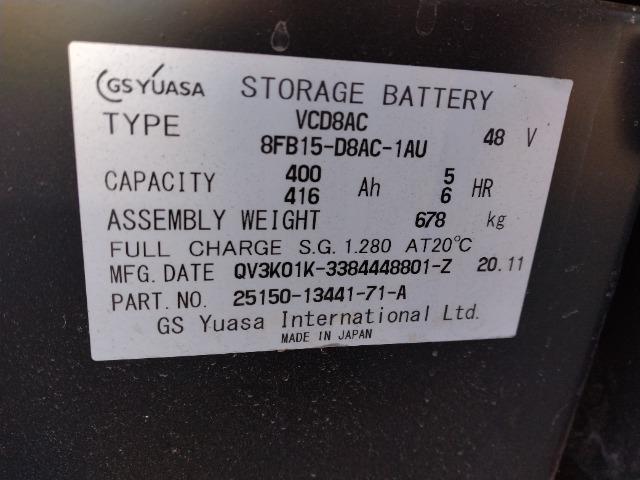 GS YUASA STORAGE BATTERY
TYPE VCD8AC 48 V
8FB15-D8AC-1AU
CAPACITY 400 Ah 5 HR
416 6
ASSEMBLY WEIGHT 678 kg
FULL CHARGE S.G. 1.280 AT20℃
MFG. DATE QV3K01K-3384448801-Z 20.11
PART. NO. 25150-13441-71-A
GS Yuasa International Ltd.
MADE IN JAPAN